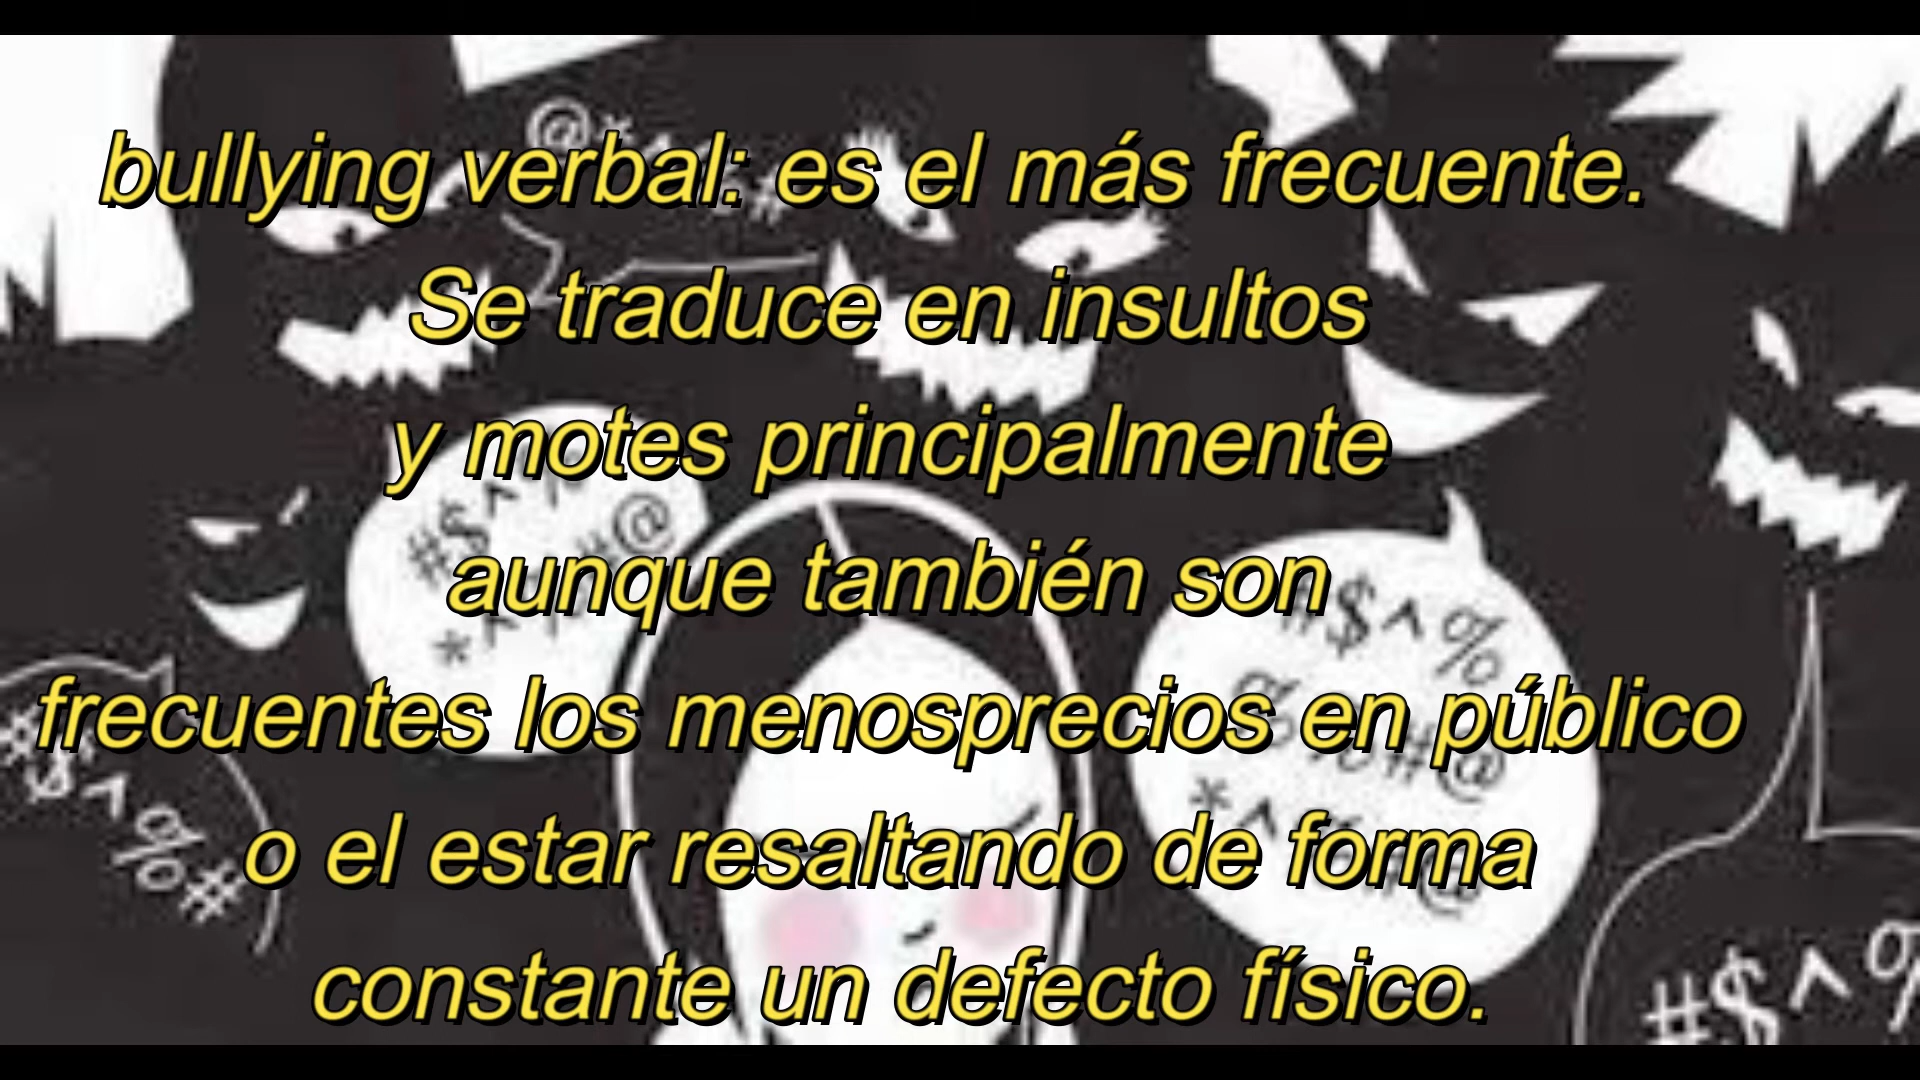 bullying verbal: es el más frecuente.
Se traduce en insultos
y motes principalmente
aunque también son
frecuentes los menosprecios en público
o el estar resaltando de forma
constante un defecto físico.